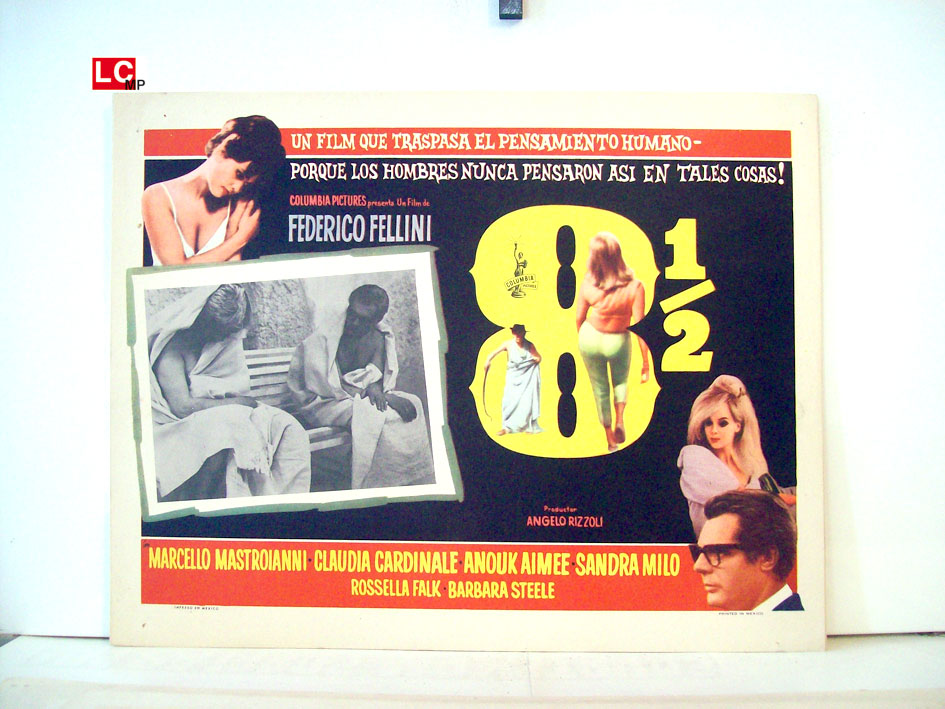 LC
MP
UN FILM QUE TRASPASA EL PENSAMIENTO HUMANO-
PORQUE LOS HOMBRES NUNCA PENSARON ASI EN TALES COSAS!
COLUMBIA PICTURES presenta Un Film de
FEDERICO FELLINI
8 1/2
COLUMBIA
PICTURES
Productor
ANGELO RIZZOLI
MARCELLO MASTROIANNI · CLAUDIA CARDINALE · ANOUK AIMEE · SANDRA MILO
ROSSELLA FALK · BARBARA STEELE
IMPRESO EN MEXICO
PRINTED IN MEXICO